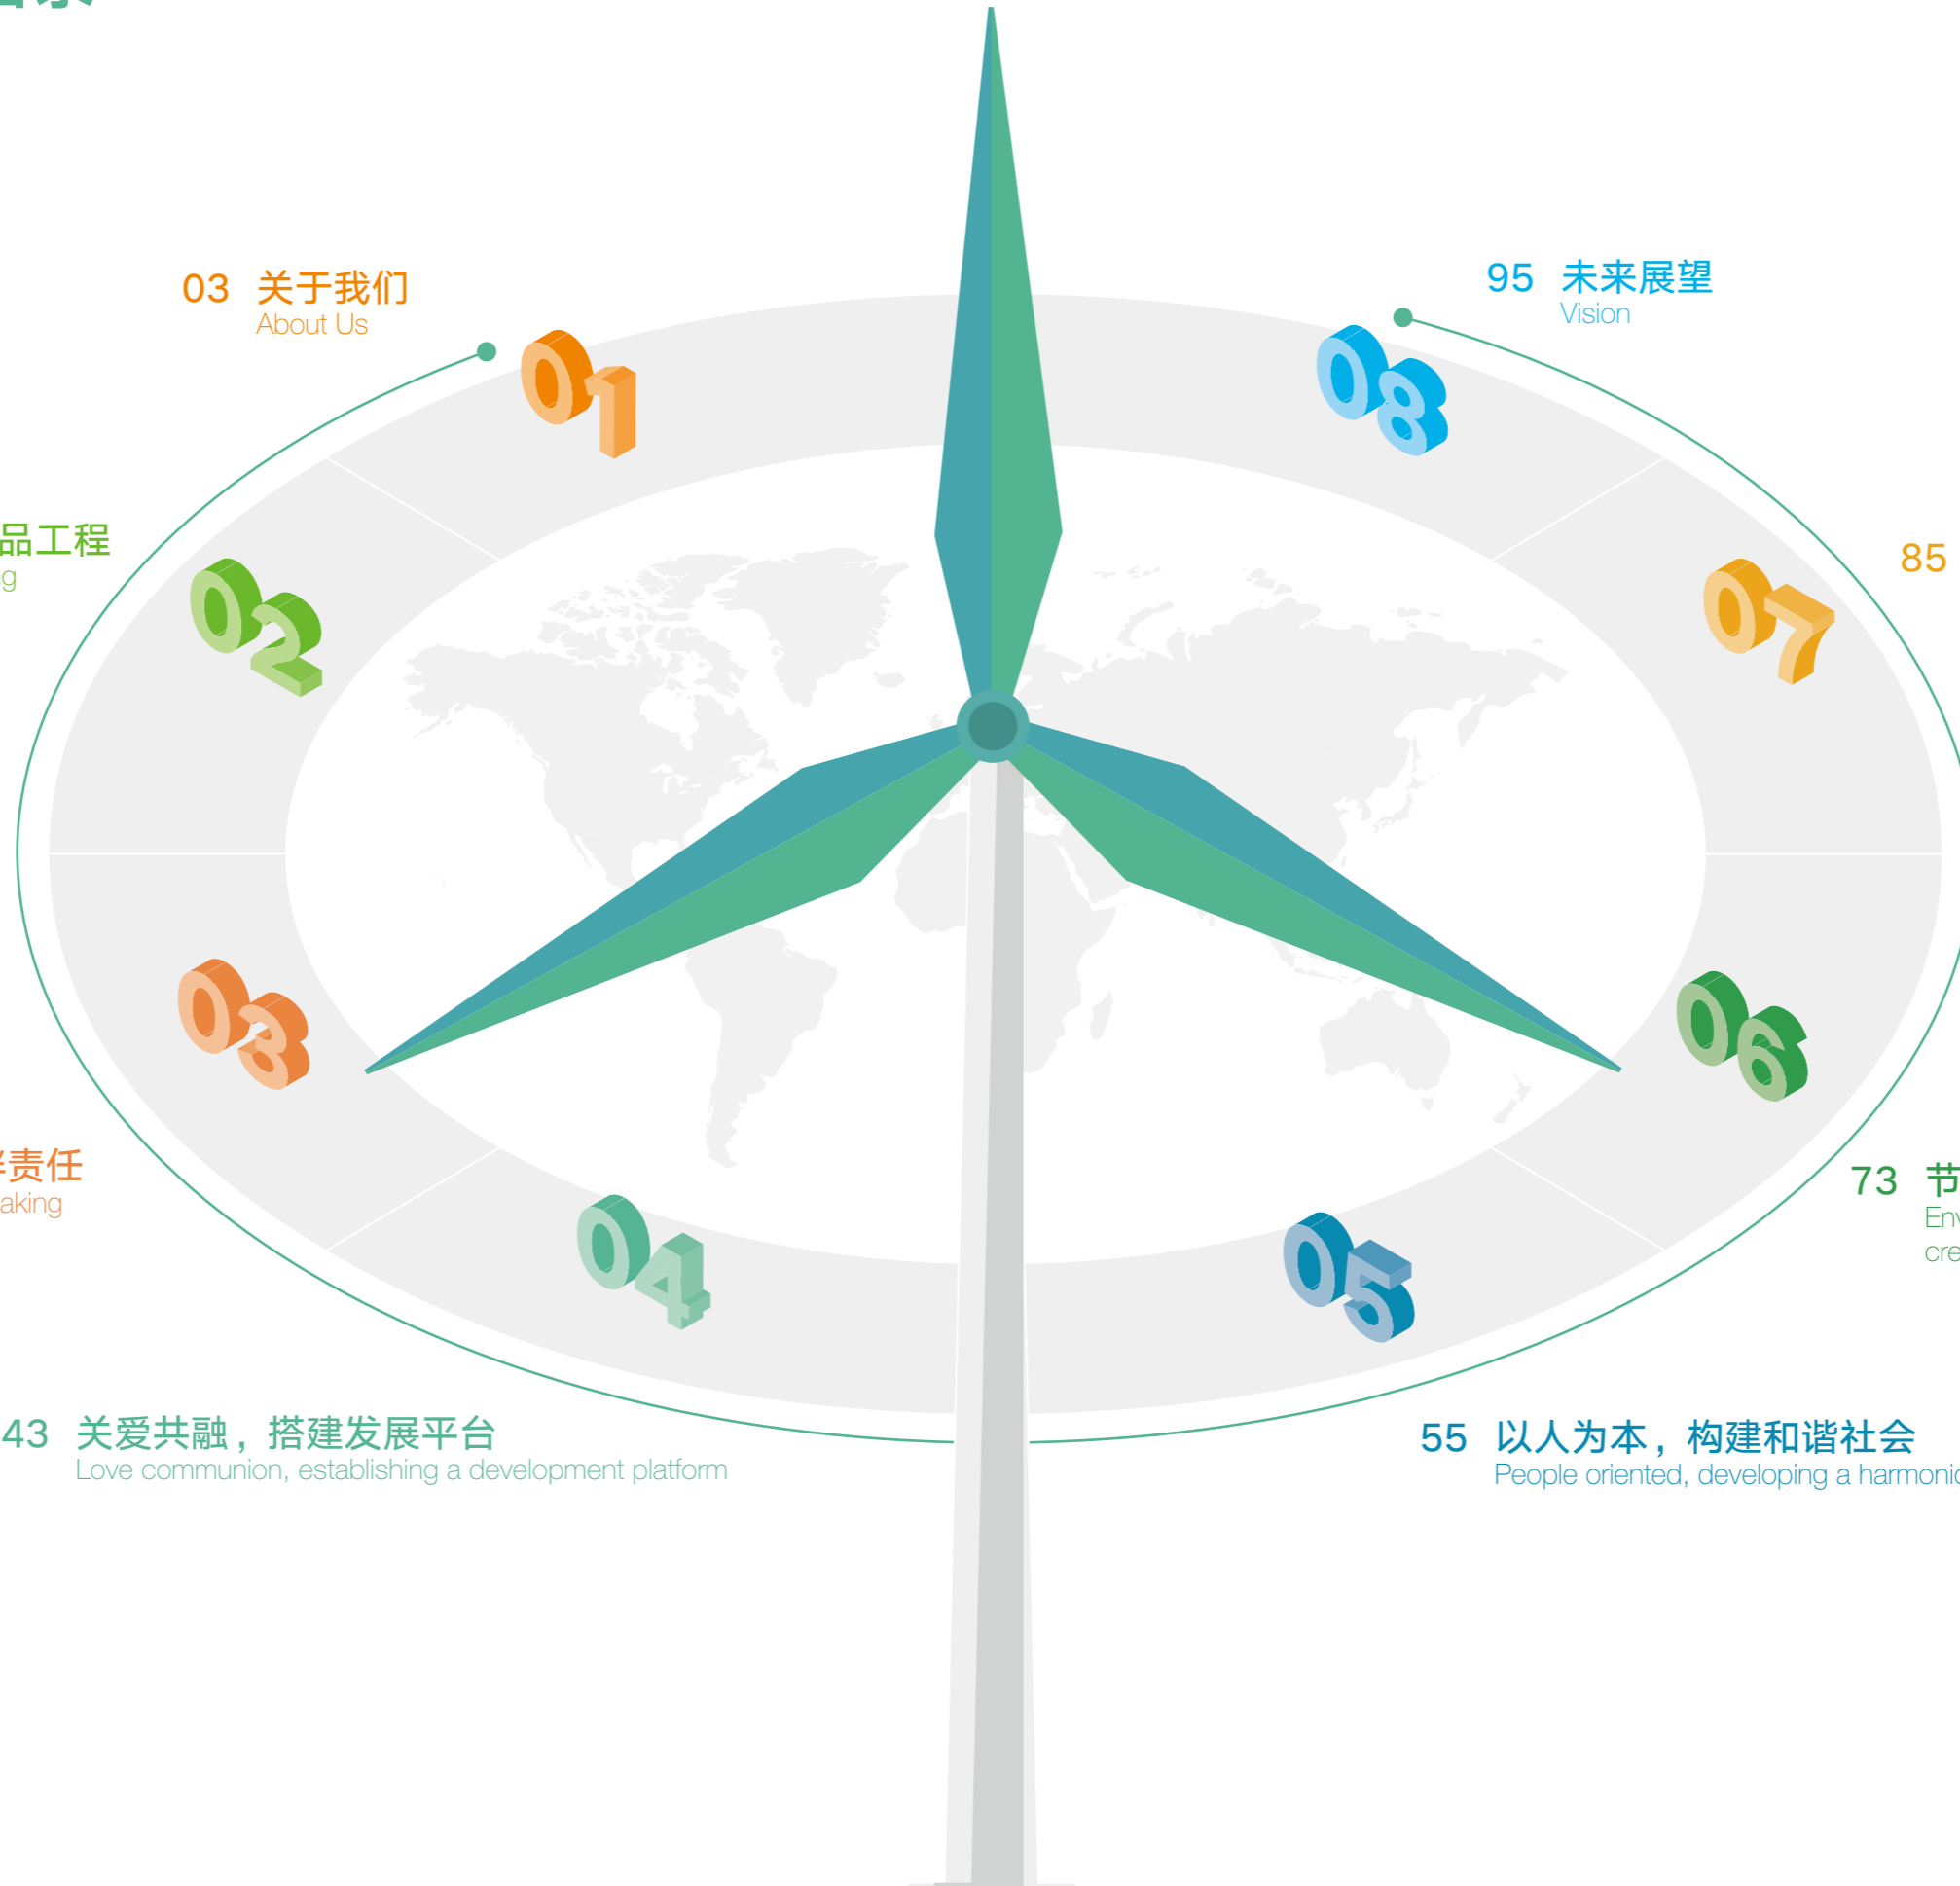 03 关于我们
About Us
01
95 未来展望
Vision
08
品工程
02
85
07
03
06
责任
aking
73 节
Env
cre
04
05
43 关爱共融，搭建发展平台
Love communion, establishing a development platform
55 以人为本，构建和谐社会
People oriented, developing a harmonio